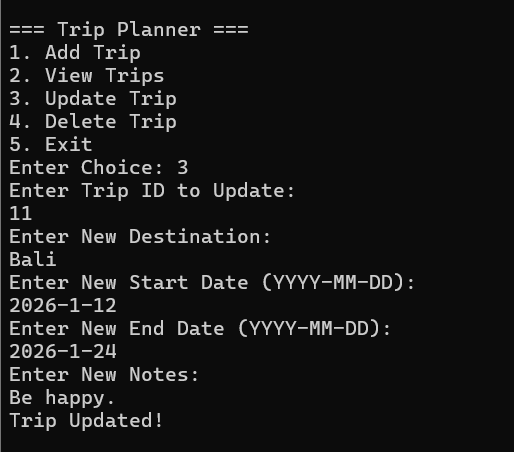 === Trip Planner ===
1. Add Trip
2. View Trips
3. Update Trip
4. Delete Trip
5. Exit
Enter Choice: 3
Enter Trip ID to Update:
11
Enter New Destination:
Bali
Enter New Start Date (YYYY-MM-DD):
2026-1-12
Enter New End Date (YYYY-MM-DD):
2026-1-24
Enter New Notes:
Be happy.
Trip Updated!